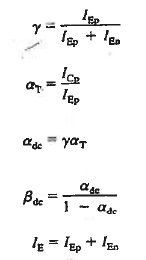 γ = I_Ep / (I_Ep + I_En)
α_T = I_Cp / I_Ep
α_dc = γα_T
β_dc = α_dc / (1 − α_dc)
I_E = I_Ep + I_En